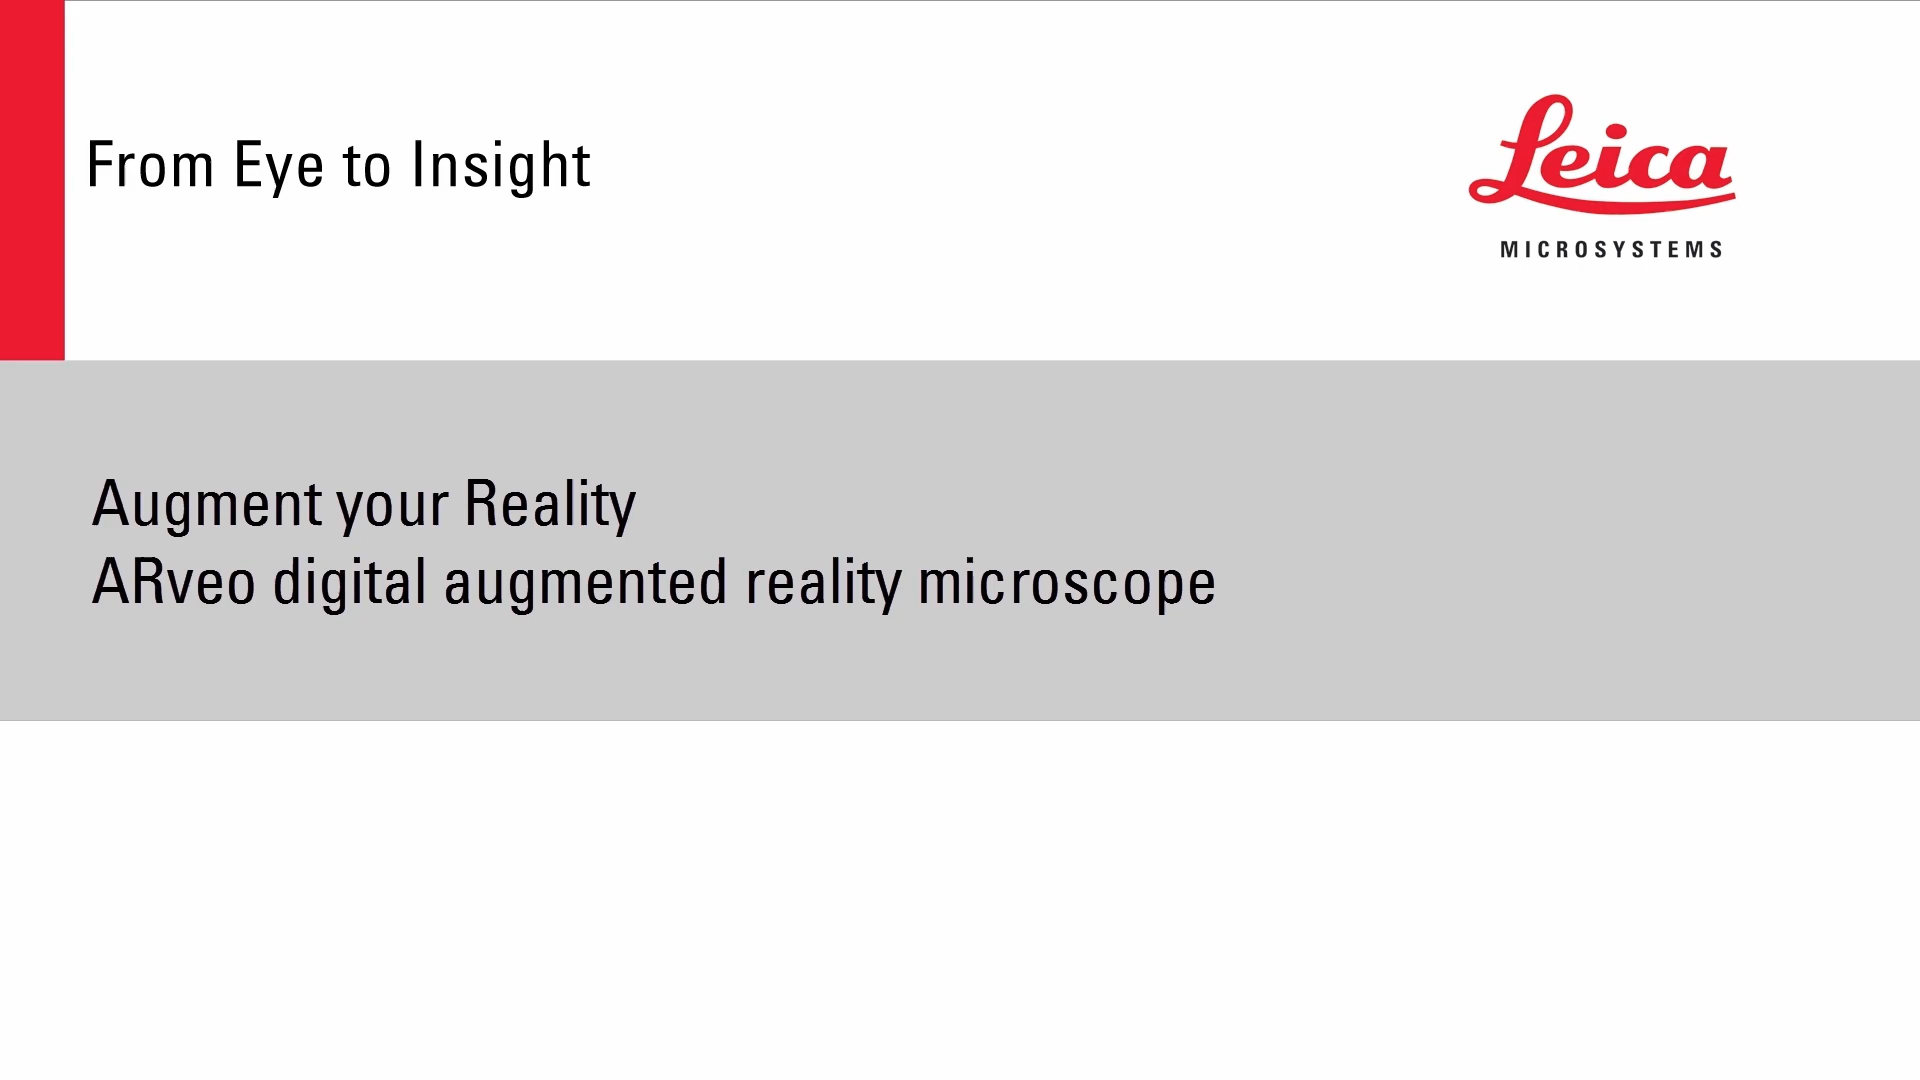 From Eye to Insight
Leica
MICROSYSTEMS
Augment your Reality
ARveo digital augmented reality microscope